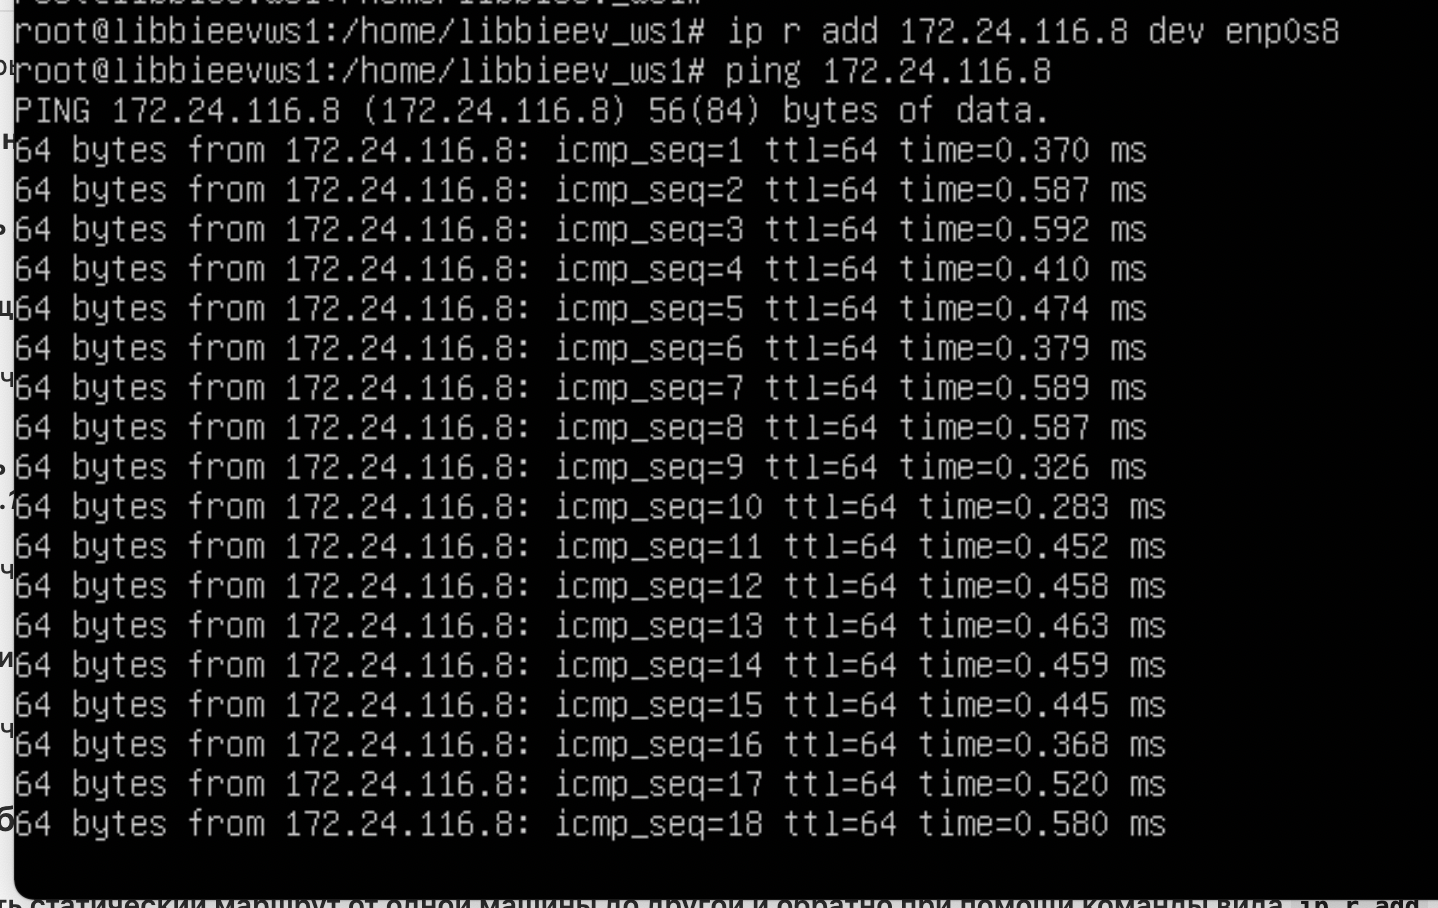 root@libbieevws1:/home/libbieev_ws1# ip r add 172.24.116.8 dev enp0s8
root@libbieevws1:/home/libbieev_ws1# ping 172.24.116.8
PING 172.24.116.8 (172.24.116.8) 56(84) bytes of data.
64 bytes from 172.24.116.8: icmp_seq=1 ttl=64 time=0.370 ms
64 bytes from 172.24.116.8: icmp_seq=2 ttl=64 time=0.587 ms
64 bytes from 172.24.116.8: icmp_seq=3 ttl=64 time=0.592 ms
64 bytes from 172.24.116.8: icmp_seq=4 ttl=64 time=0.410 ms
64 bytes from 172.24.116.8: icmp_seq=5 ttl=64 time=0.474 ms
64 bytes from 172.24.116.8: icmp_seq=6 ttl=64 time=0.379 ms
64 bytes from 172.24.116.8: icmp_seq=7 ttl=64 time=0.589 ms
64 bytes from 172.24.116.8: icmp_seq=8 ttl=64 time=0.587 ms
64 bytes from 172.24.116.8: icmp_seq=9 ttl=64 time=0.326 ms
64 bytes from 172.24.116.8: icmp_seq=10 ttl=64 time=0.283 ms
64 bytes from 172.24.116.8: icmp_seq=11 ttl=64 time=0.452 ms
64 bytes from 172.24.116.8: icmp_seq=12 ttl=64 time=0.458 ms
64 bytes from 172.24.116.8: icmp_seq=13 ttl=64 time=0.463 ms
64 bytes from 172.24.116.8: icmp_seq=14 ttl=64 time=0.459 ms
64 bytes from 172.24.116.8: icmp_seq=15 ttl=64 time=0.445 ms
64 bytes from 172.24.116.8: icmp_seq=16 ttl=64 time=0.368 ms
64 bytes from 172.24.116.8: icmp_seq=17 ttl=64 time=0.520 ms
64 bytes from 172.24.116.8: icmp_seq=18 ttl=64 time=0.580 ms
статический маршрут от одной машины до другой и обратно при помощи команды вида ip r add